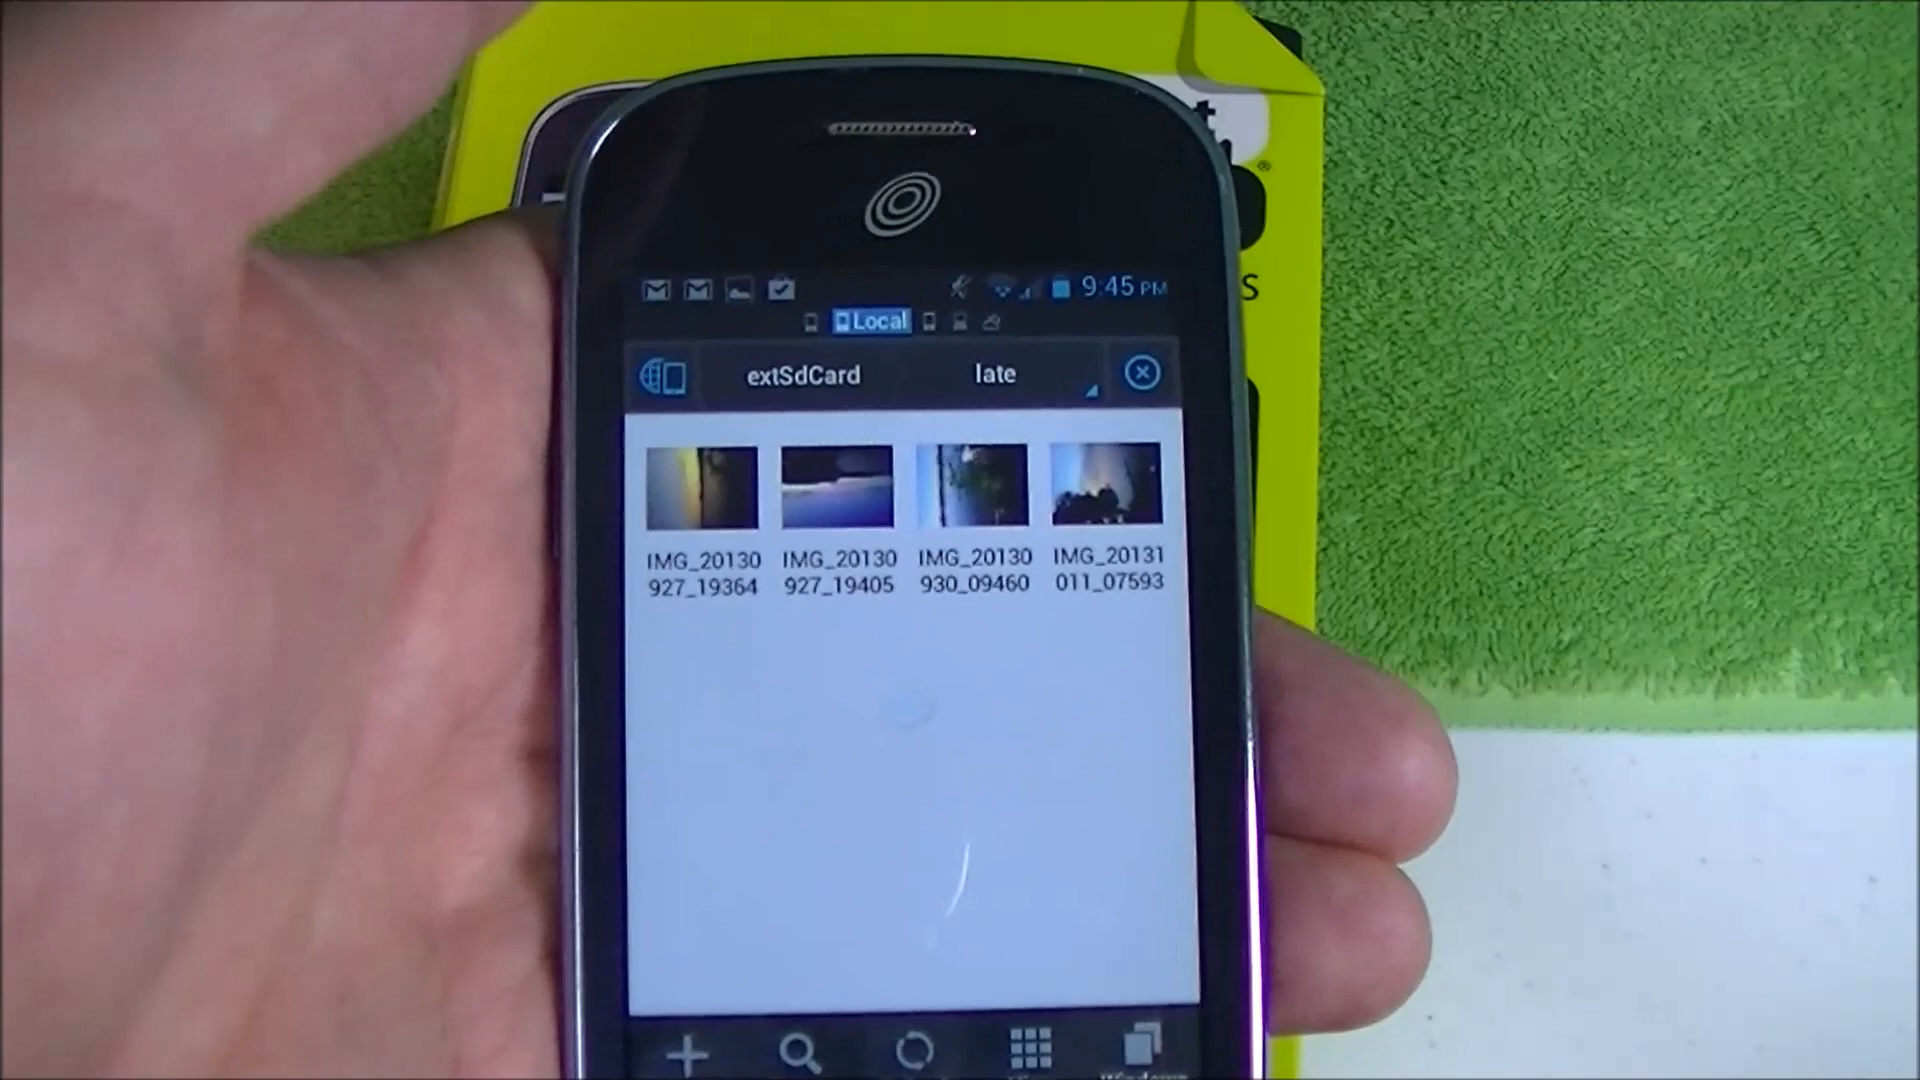 t
®
S
9:45 PM
Local
extSdCard late
IMG_20130
927_19364
IMG_20130
927_19405
IMG_20130
930_09460
IMG_20131
011_07593